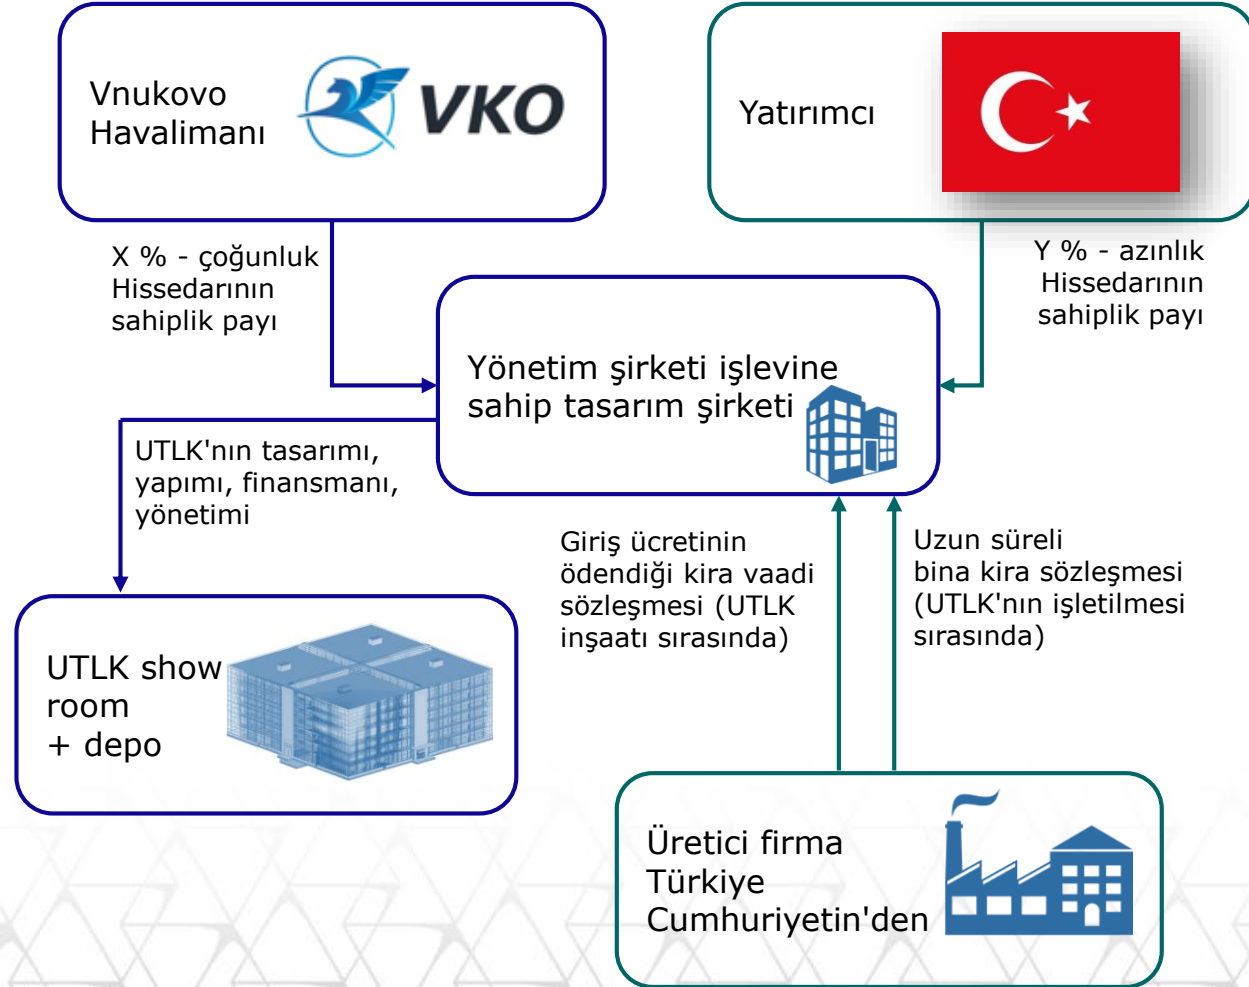 Vnukovo
Havalimanı
VKO
Yatırımcı
X % - çoğunluk
Hissedarının
sahiplik payı
Y % - azınlık
Hissedarının
sahiplik payı
Yönetim şirketi işlevine
sahip tasarım şirketi
UTLK'nın tasarımı,
yapımı, finansmanı,
yönetimi
Giriş ücretinin
ödendiği kira vaadi
sözleşmesi (UTLK
inşaatı sırasında)
Uzun süreli
bina kira sözleşmesi
(UTLK'nın işletilmesi
sırasında)
UTLK show
room
+ depo
Üretici firma
Türkiye
Cumhuriyetin'den